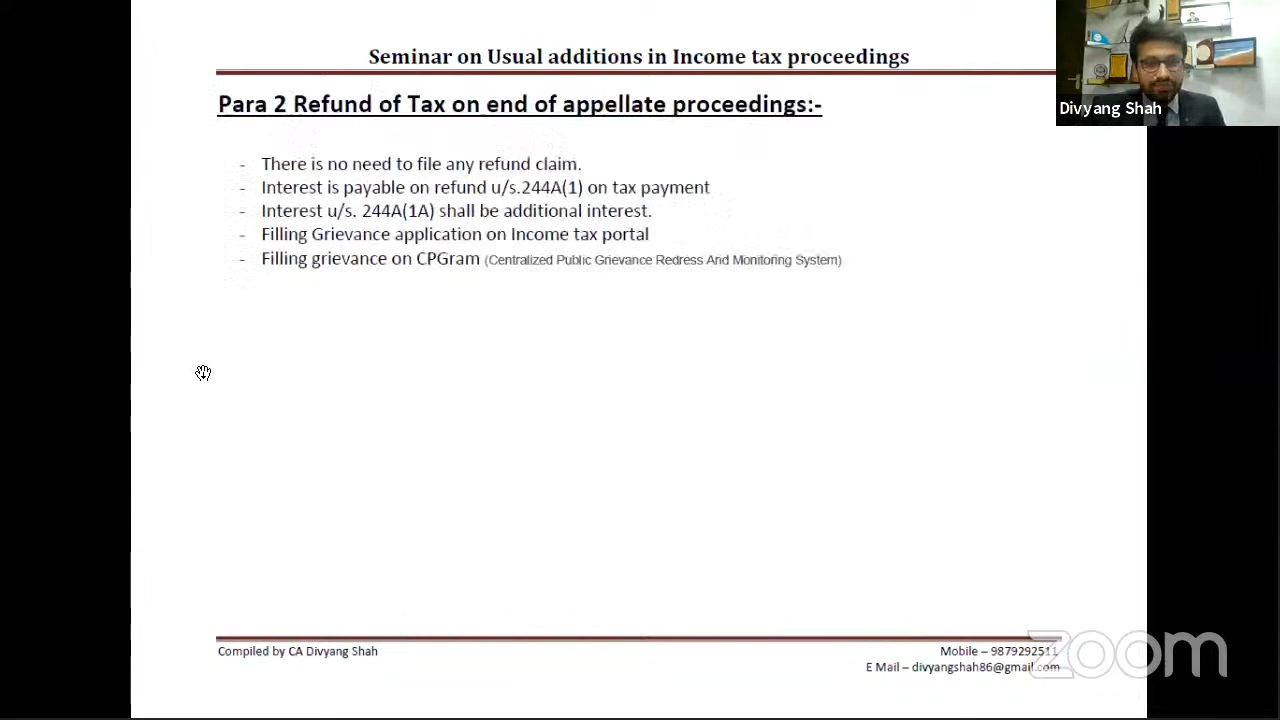 Seminar on Usual additions in Income tax proceedings
Divyang Shah
Para 2 Refund of Tax on end of appellate proceedings:-
- There is no need to file any refund claim.
- Interest is payable on refund u/s.244A(1) on tax payment
- Interest u/s. 244A(1A) shall be additional interest.
- Filling Grievance application on Income tax portal
- Filling grievance on CPGram (Centralized Public Grievance Redress And Monitoring System)
Compiled by CA Divyang Shah
Mobile – 9879292511
E Mail – divyangshah86@gmail.com
zoom